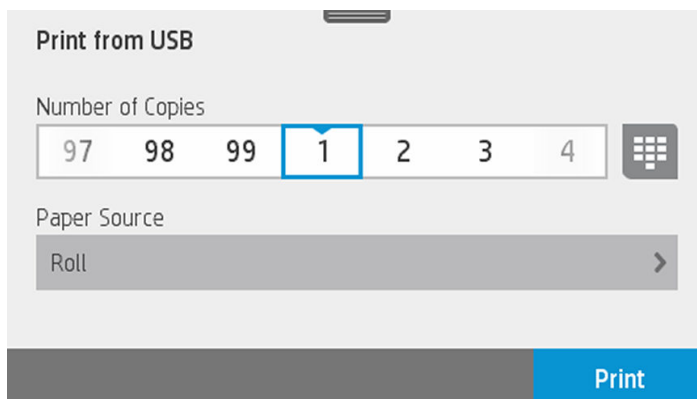 Print from USB
Number of Copies
97 98 99 1 2 3 4
Paper Source
Roll
Print